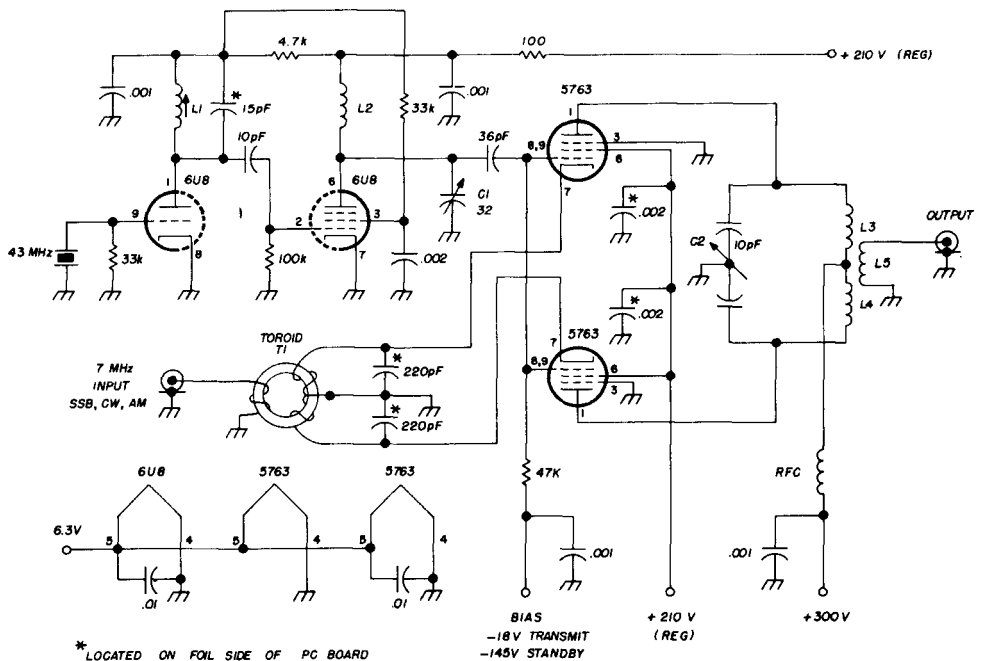 4.7k
100
+ 210 V (REG)
.001
L1
*
15pF
L2
.001
33k
5763
1
3
8,9
6
7
10pF
36pF
1
6U8
9
8
6
6U8
2
3
7
C1
32
43 MHz
33k
100k
.002
*
.002
C2
10pF
L3
L5
L4
OUTPUT
*
.002
5763
7
8,9
6
3
1
TOROID
T1
7 MHz
INPUT
SSB, CW, AM
*
220pF
*
220pF
47K
RFC
6U8
5763
5763
6.3V
5
4
5
4
5
4
.01
.01
.001
.001
BIAS
-18V TRANSMIT
-145V STANDBY
+ 210 V
(REG)
+300V
*LOCATED ON FOIL SIDE OF PC BOARD